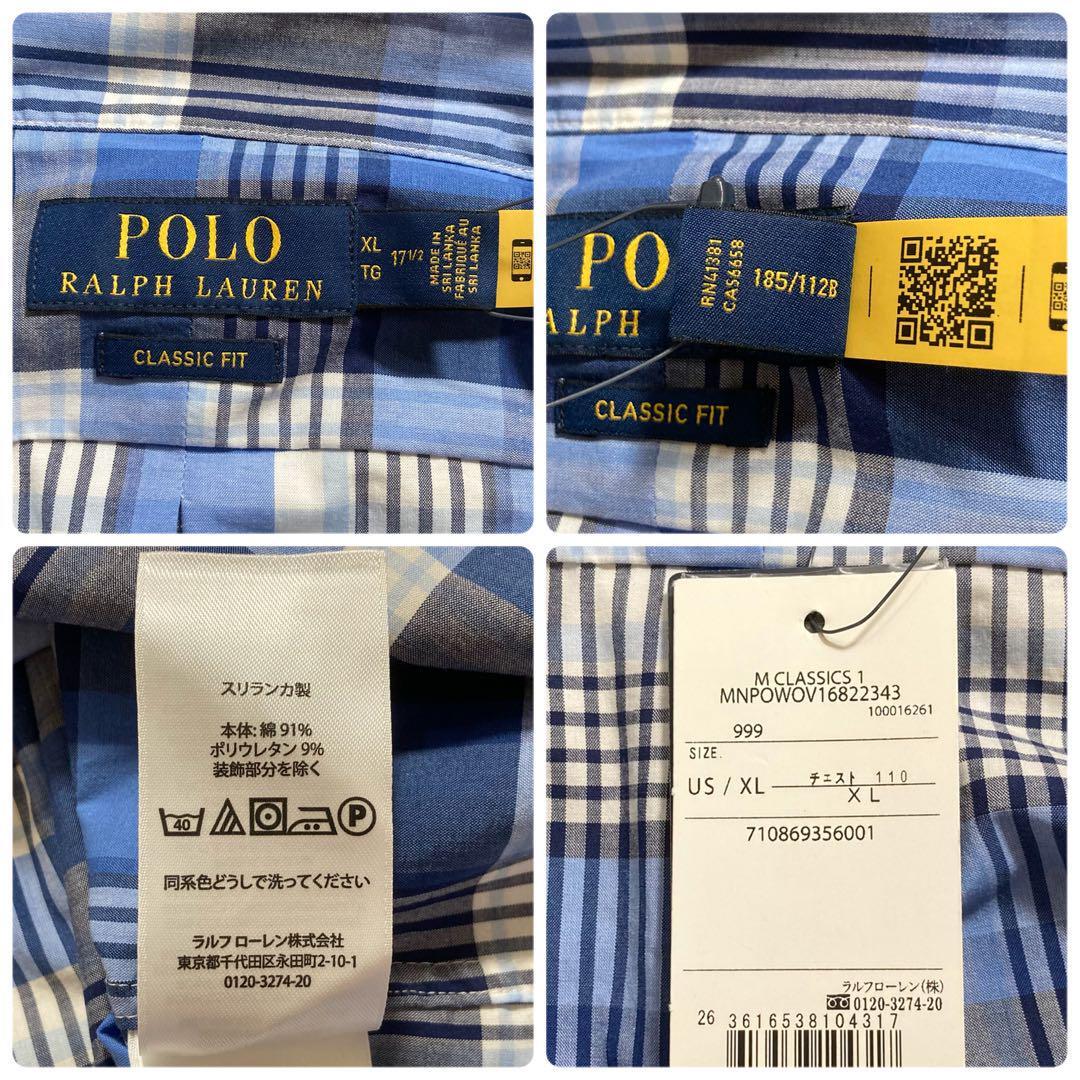 POLO
RALPH LAUREN
CLASSIC FIT
XL
TG
17 1/2
MADE IN
SRI LANKA
FABRIQUÉ AU
SRI LANKA
PO
ALPH
CLASSIC FIT
RN41381
CA56658
185/112B
スリランカ製
本体: 綿 91%
ポリウレタン 9%
装飾部分を除く
40
P
同系色どうしで洗ってください
ラルフ ローレン株式会社
東京都千代田区永田町2-10-1
0120-3274-20
M CLASSICS 1
MNPOWOV16822343
100016261
999
SIZE.
US / XL
チェスト 110
XL
710869356001
ラルフローレン(株)
0120-3274-20
26 3616538104317